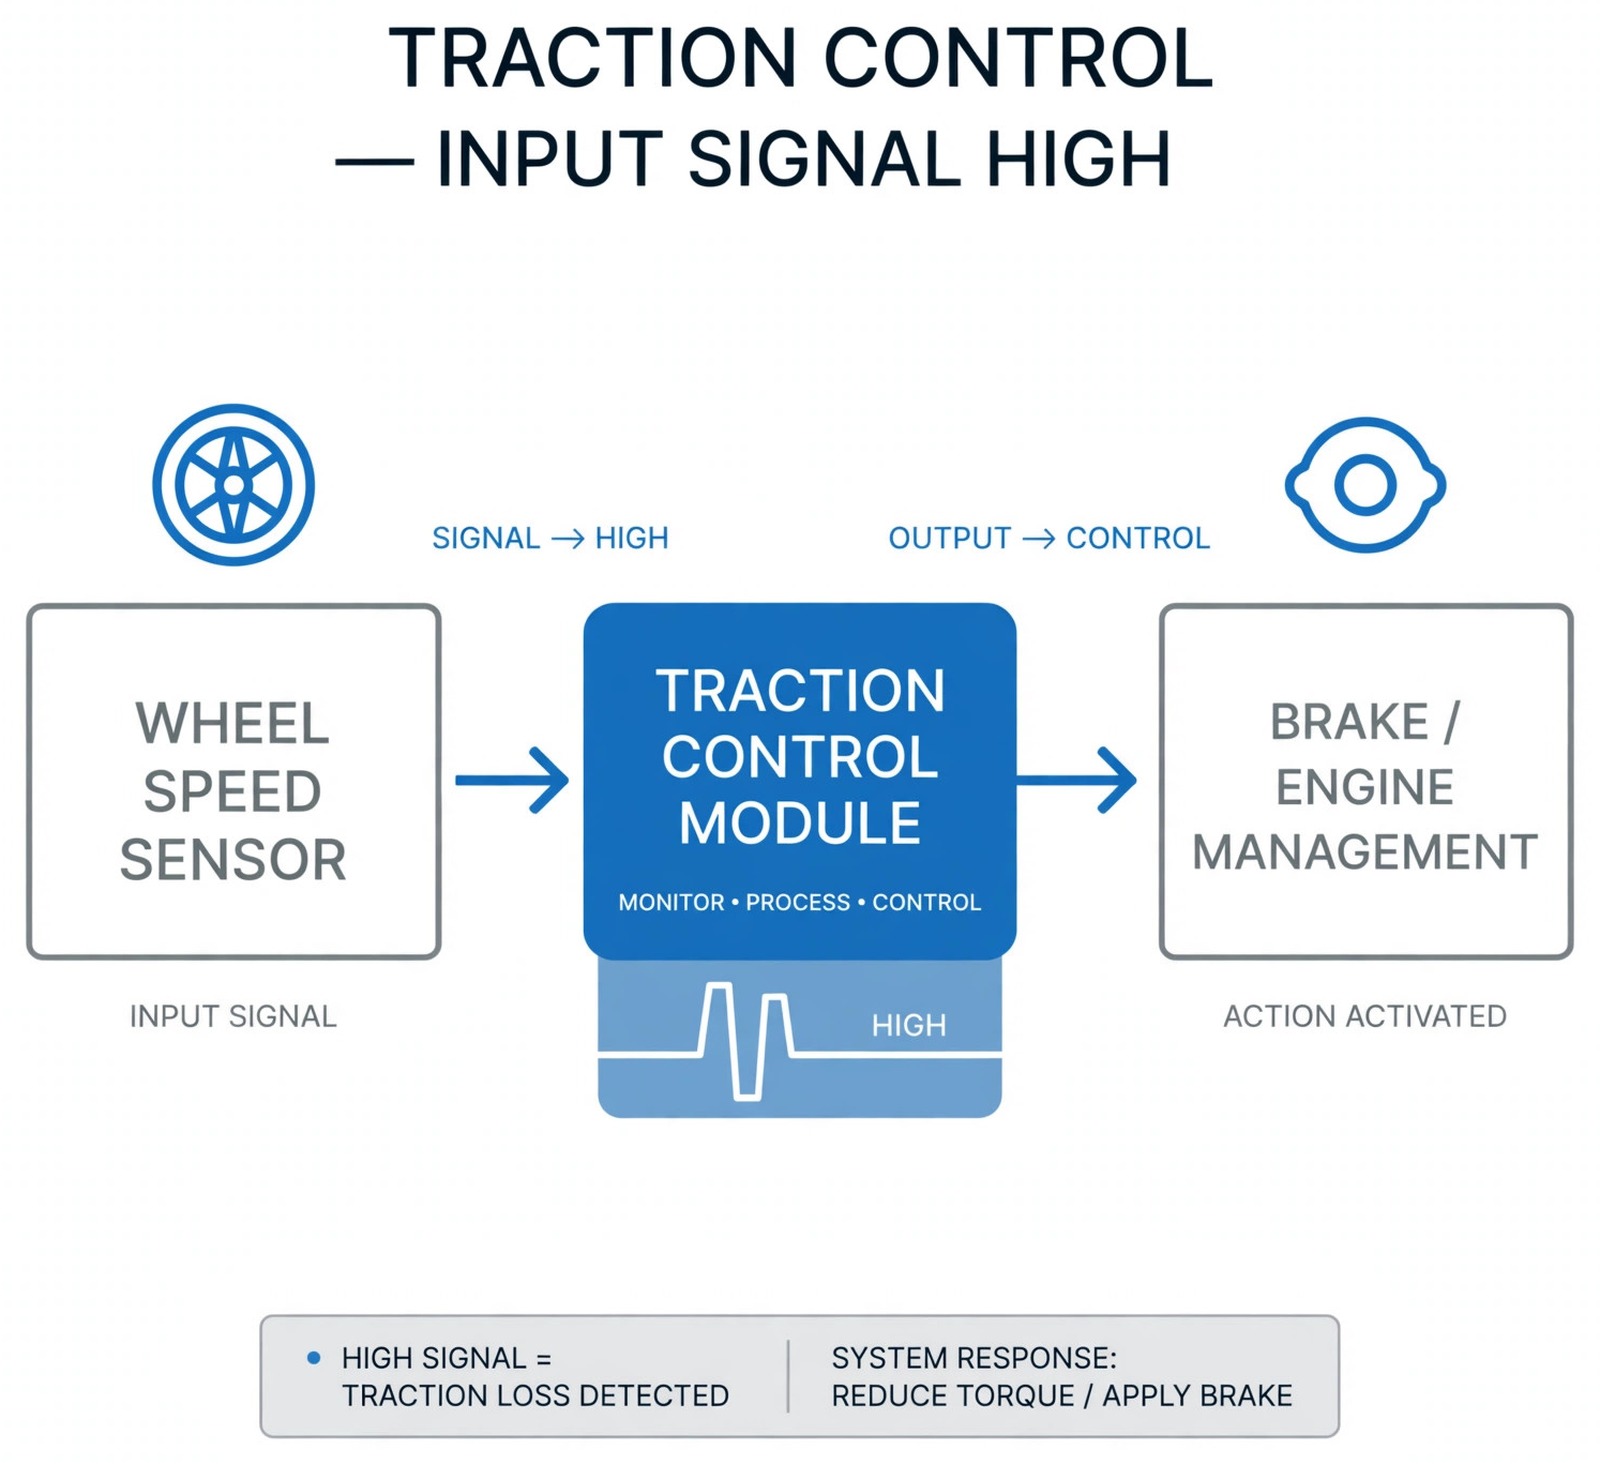 TRACTION CONTROL
— INPUT SIGNAL HIGH
SIGNAL → HIGH
OUTPUT → CONTROL
WHEEL
SPEED
SENSOR
INPUT SIGNAL
TRACTION
CONTROL
MODULE
MONITOR • PROCESS • CONTROL
HIGH
BRAKE /
ENGINE
MANAGEMENT
ACTION ACTIVATED
• HIGH SIGNAL =
TRACTION LOSS DETECTED
SYSTEM RESPONSE:
REDUCE TORQUE / APPLY BRAKE